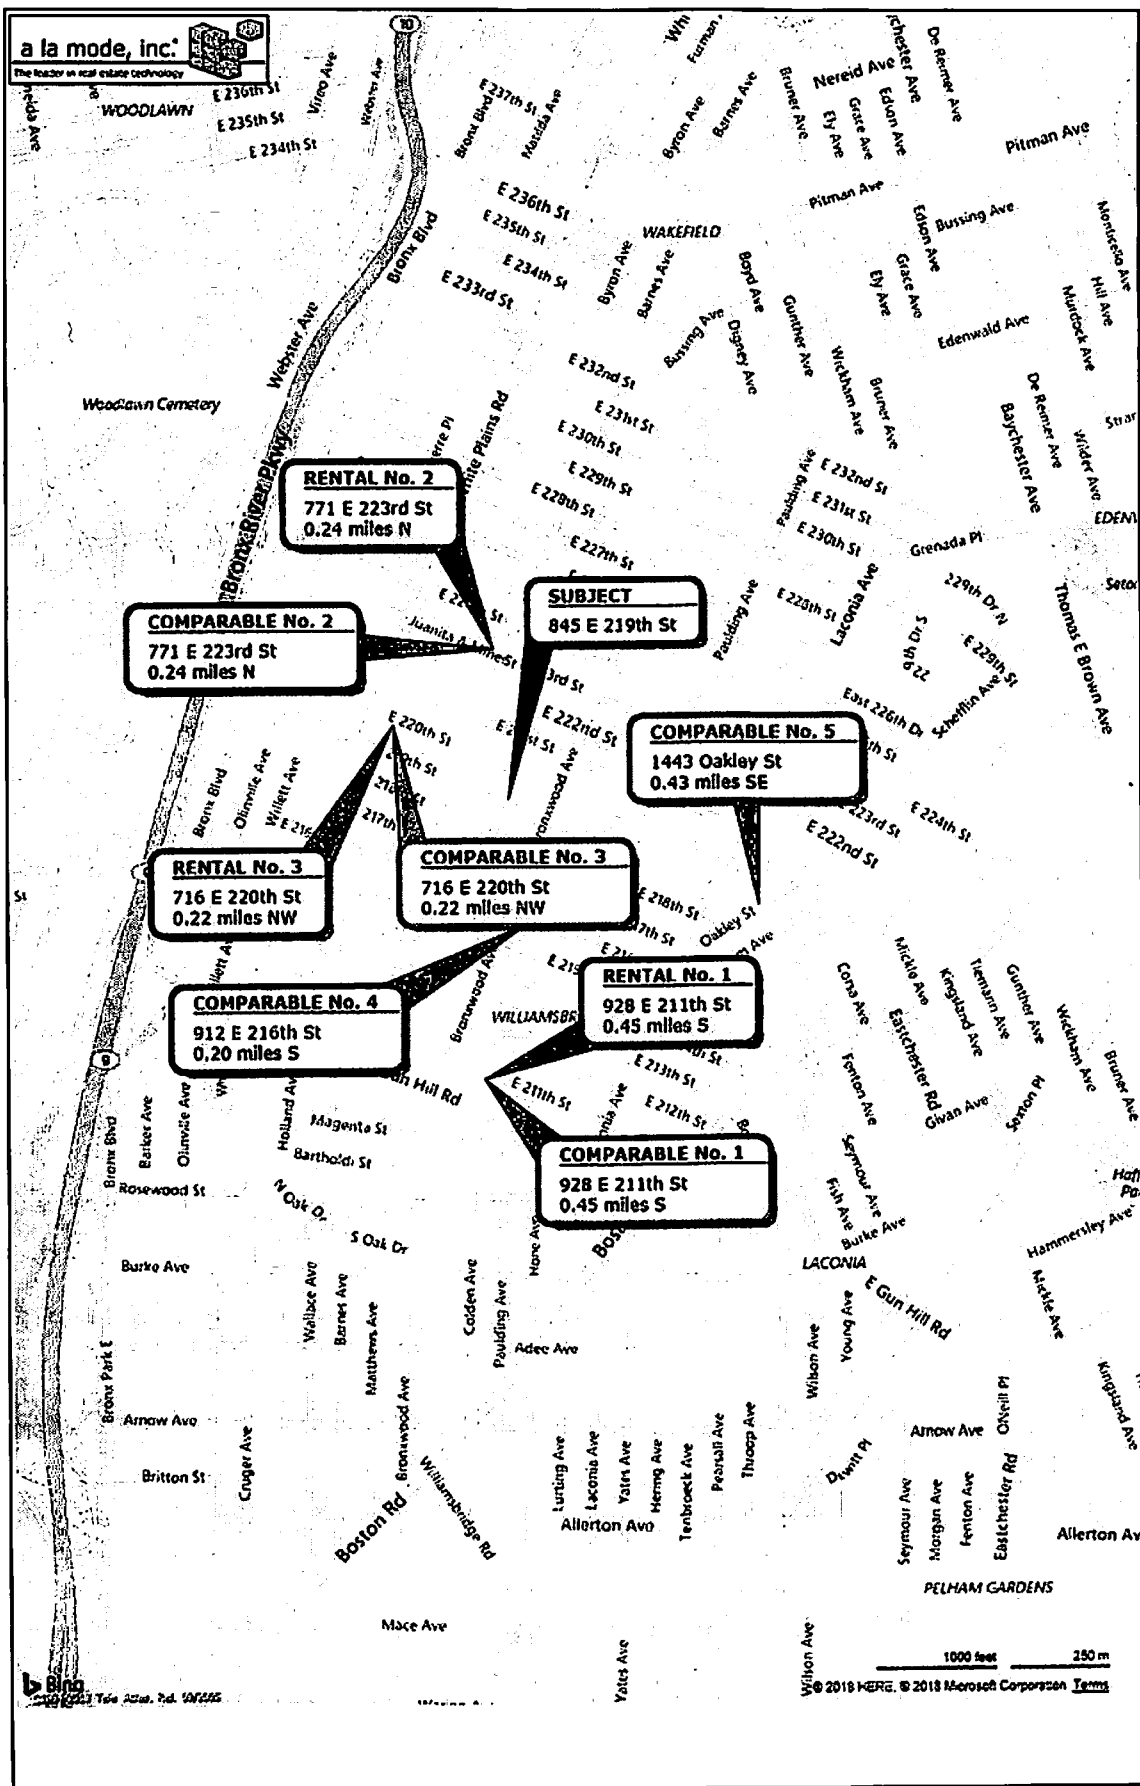 a la mode, inc.
The leader in real estate technology
WOODLAWN
E 236th St
E 235th St
E 234th St
Vireo Ave
Webster Ave
10
E 237th St
Bronx Blvd
Matilda Ave
Furman
Byron Ave
Barnes Ave
Bruner Ave
Nereid Ave
Ely Ave
Grace Ave
Edson Ave
De Reimer Ave
Pitman Ave
Pitman Ave
E 236th St
E 235th St
E 234th St
E 233rd St
Bronx Blvd
WAKEFIELD
Byron Ave
Barnes Ave
Boyd Ave
Edson Ave
Bussing Ave
Grace Ave
Ely Ave
Monticello Ave
Hill Ave
Murdock Ave
Edenwald Ave
Bussing Ave
Digney Ave
Gunther Ave
Wickham Ave
Bruner Ave
Webster Ave
Woodlawn Cemetery
E 232nd St
E 231st St
E 230th St
E 229th St
E 228th St
E 227th St
De Reimer Ave
Baychester Ave
Wilder Ave
Bronx River Pkwy
Paulding Ave
E 232nd St
E 231st St
E 230th St
Grenada Pl
RENTAL No. 2
771 E 223rd St
0.24 miles N
SUBJECT
845 E 219th St
COMPARABLE No. 2
771 E 223rd St
0.24 miles N
Paulding Ave
E 228th St
Laconia Ave
229th Dr N
E 229th St
Schefflin Ave
Thomas E Brown Ave
East 226th Dr
E 220th St
E 222nd St
COMPARABLE No. 5
1443 Oakley St
0.43 miles SE
Bronx Blvd
Olinville Ave
Willett Ave
223rd St
E 224th St
E 222nd St
RENTAL No. 3
716 E 220th St
0.22 miles NW
COMPARABLE No. 3
716 E 220th St
0.22 miles NW
St
E 218th St
Oakley St
COMPARABLE No. 4
912 E 216th St
0.20 miles S
Bronxwood Ave
RENTAL No. 1
928 E 211th St
0.45 miles S
Corsa Ave
Mickle Ave
Kingsland Ave
Tiemann Ave
Gunther Ave
Wickham Ave
Bruner Ave
Eastchester Rd
Fenton Ave
Givan Ave
Sexton Pl
Hill Rd
E 211th St
E 213th St
E 212th St
Bronx Blvd
Barker Ave
Olinville Ave
Magenta St
Bartholdi St
COMPARABLE No. 1
928 E 211th St
0.45 miles S
Rosewood St
N Oak Dr
S Oak Dr
Seymour Ave
Fish Ave
Burke Ave
LACONIA
Hammersley Ave
Burke Ave
Wallace Ave
Barnes Ave
Matthews Ave
Colden Ave
Paulding Ave
Adee Ave
E Gun Hill Rd
Young Ave
Wilson Ave
Mickle Ave
Bronx Park E
Arnow Ave
Britton St
Cruger Ave
Bronxwood Ave
Williamsbridge Rd
Boston Rd
Lurting Ave
Laconia Ave
Yates Ave
Hering Ave
Tenbroeck Ave
Pearsall Ave
Throop Ave
Allerton Ave
Dewitt Pl
Arnow Ave
ONeill Pl
Kingsland Ave
Seymour Ave
Morgan Ave
Fenton Ave
Eastchester Rd
PELHAM GARDENS
Mace Ave
Yates Ave
Wilson Ave
1000 feet
250 m
Bing
© 2018 HERE, © 2018 Microsoft Corporation Terms